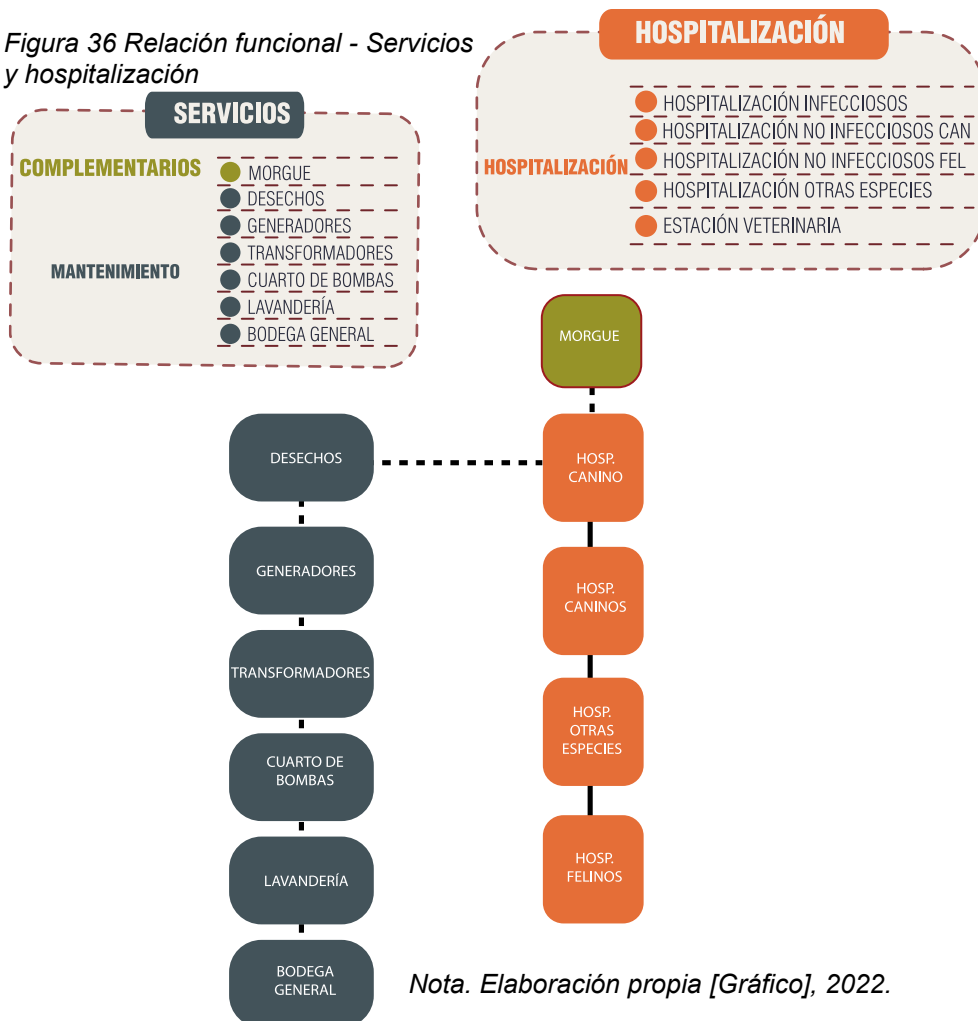 Figura 36 Relación funcional - Servicios
y hospitalización
SERVICIOS
COMPLEMENTARIOS
MORGUE
DESECHOS
GENERADORES
TRANSFORMADORES
MANTENIMIENTO
CUARTO DE BOMBAS
LAVANDERÍA
BODEGA GENERAL
HOSPITALIZACIÓN
HOSPITALIZACIÓN INFECCIOSOS
HOSPITALIZACIÓN NO INFECCIOSOS CAN
HOSPITALIZACIÓN
HOSPITALIZACIÓN NO INFECCIOSOS FEL
HOSPITALIZACIÓN OTRAS ESPECIES
ESTACIÓN VETERINARIA
MORGUE
DESECHOS
HOSP.
CANINO
GENERADORES
HOSP.
CANINOS
TRANSFORMADORES
HOSP.
OTRAS
ESPECIES
CUARTO DE
BOMBAS
LAVANDERÍA
HOSP.
FELINOS
BODEGA
GENERAL
Nota. Elaboración propia [Gráfico], 2022.